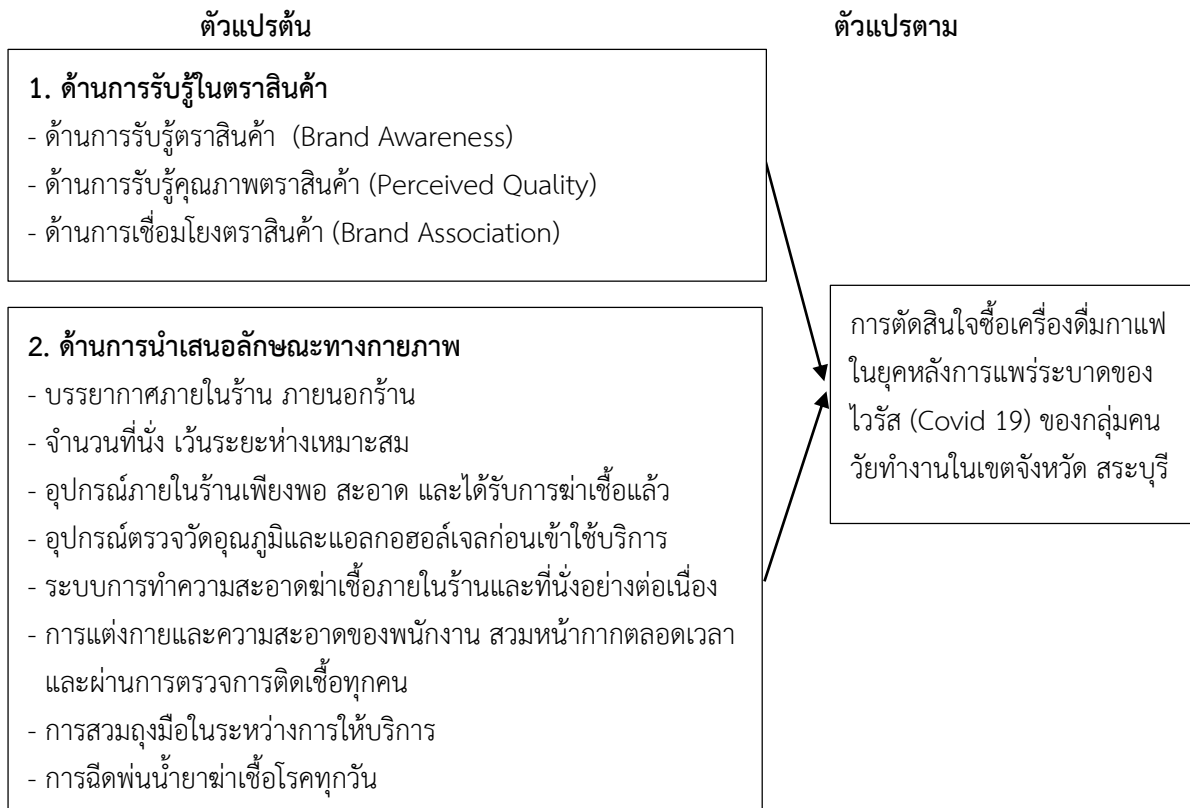 ตัวแปรต้น
ตัวแปรตาม
1. ด้านการรับรู้ในตราสินค้า
- ด้านการรับรู้ตราสินค้า (Brand Awareness)
- ด้านการรับรู้คุณภาพตราสินค้า (Perceived Quality)
- ด้านการเชื่อมโยงตราสินค้า (Brand Association)
2. ด้านการนำเสนอลักษณะทางกายภาพ
- บรรยากาศภายในร้าน ภายนอกร้าน
- จำนวนที่นั่ง เว้นระยะห่างเหมาะสม
- อุปกรณ์ภายในร้านเพียงพอ สะอาด และได้รับการฆ่าเชื้อแล้ว
- อุปกรณ์ตรวจวัดอุณภูมิและแอลกอฮอล์เจลก่อนเข้าใช้บริการ
- ระบบการทำความสะอาดฆ่าเชื้อภายในร้านและที่นั่งอย่างต่อเนื่อง
- การแต่งกายและความสะอาดของพนักงาน สวมหน้ากากตลอดเวลา
และผ่านการตรวจการติดเชื้อทุกคน
- การสวมถุงมือในระหว่างการให้บริการ
- การฉีดพ่นน้ำยาฆ่าเชื้อโรคทุกวัน
การตัดสินใจซื้อเครื่องดื่มกาแฟ
ในยุคหลังการแพร่ระบาดของ
ไวรัส (Covid 19) ของกลุ่มคน
วัยทำงานในเขตจังหวัด สระบุรี